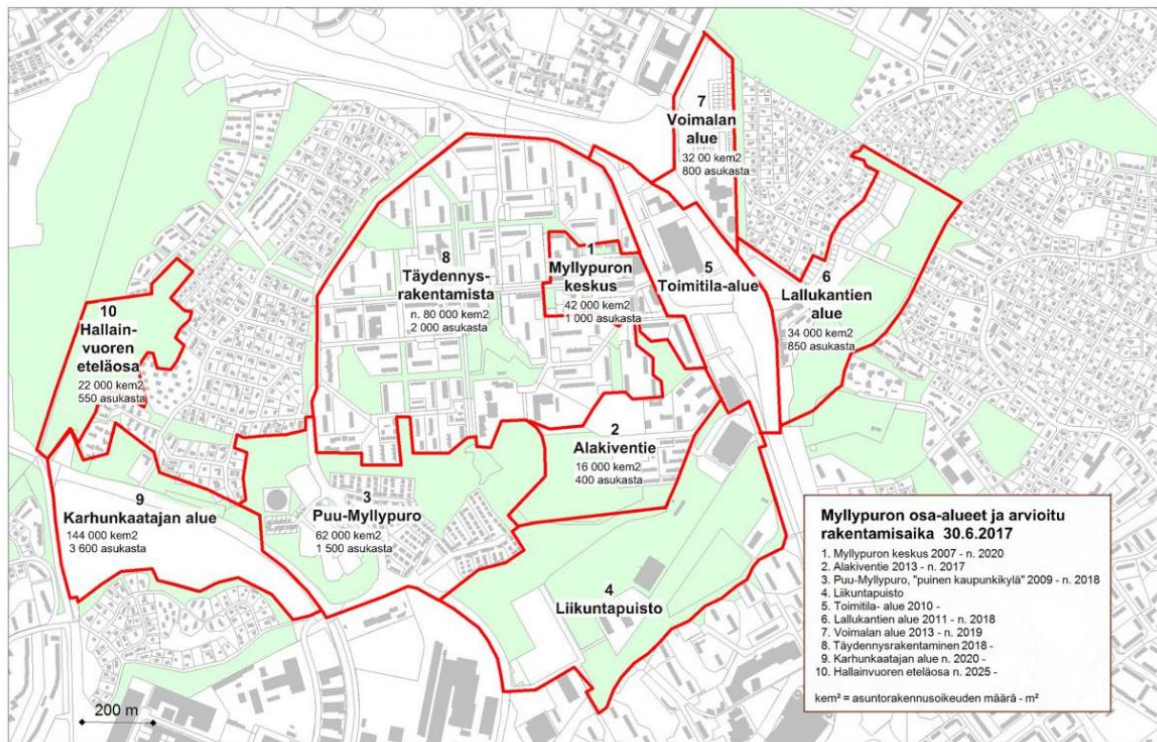 7
Voimalan
alue
32 00 kem2
800 asukasta
1
Myllypuron
keskus
42 000 kem2
1 000 asukasta
8
Täydennys-
rakentamista
n. 80 000 kem2
2 000 asukasta
5
Toimitila-alue
6
Lallukantien
alue
34 000 kem2
850 asukasta
10
Hallain-
vuoren
eteläosa
22 000 kem2
550 asukasta
2
Alakiventie
16 000 kem2
400 asukasta
9
Karhunkaatajan alue
144 000 kem2
3 600 asukasta
3
Puu-Myllypuro
62 000 kem2
1 500 asukasta
4
Liikuntapuisto
200 m
Myllypuron osa-alueet ja arvioitu
rakentamisaika 30.6.2017
1. Myllypuron keskus 2007 - n. 2020
2. Alakiventie 2013 - n. 2017
3. Puu-Myllypuro, "puinen kaupunkikylä" 2009 - n. 2018
4. Liikuntapuisto
5. Toimitila- alue 2010 -
6. Lallukantien alue 2011 - n. 2018
7. Voimalan alue 2013 - n. 2019
8. Täydennysrakentaminen 2018 -
9. Karhunkaatajan alue n. 2020 -
10. Hallainvuoren eteläosa n. 2025 -
kem² = asuntorakennusoikeuden määrä - m²